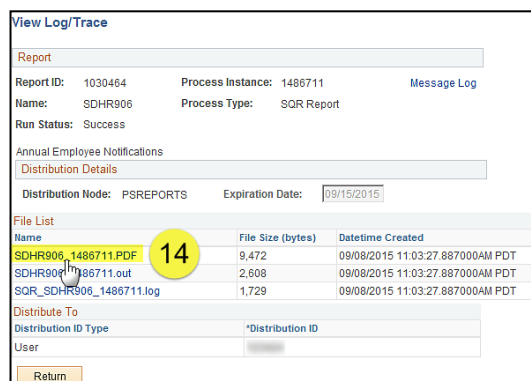 View Log/Trace
Report
Report ID: 1030464 Process Instance: 1486711 Message Log
Name: SDHR906 Process Type: SQR Report
Run Status: Success
Annual Employee Notifications
Distribution Details
Distribution Node: PSREPORTS Expiration Date: 09/15/2015
File List
Name File Size (bytes) Datetime Created
SDHR906_1486711.PDF 14 9,472 09/08/2015 11:03:27.887000AM PDT
SDHR906_1486711.out 2,608 09/08/2015 11:03:27.887000AM PDT
SQR_SDHR906_1486711.log 1,729 09/08/2015 11:03:27.887000AM PDT
Distribute To
Distribution ID Type *Distribution ID
User
Return